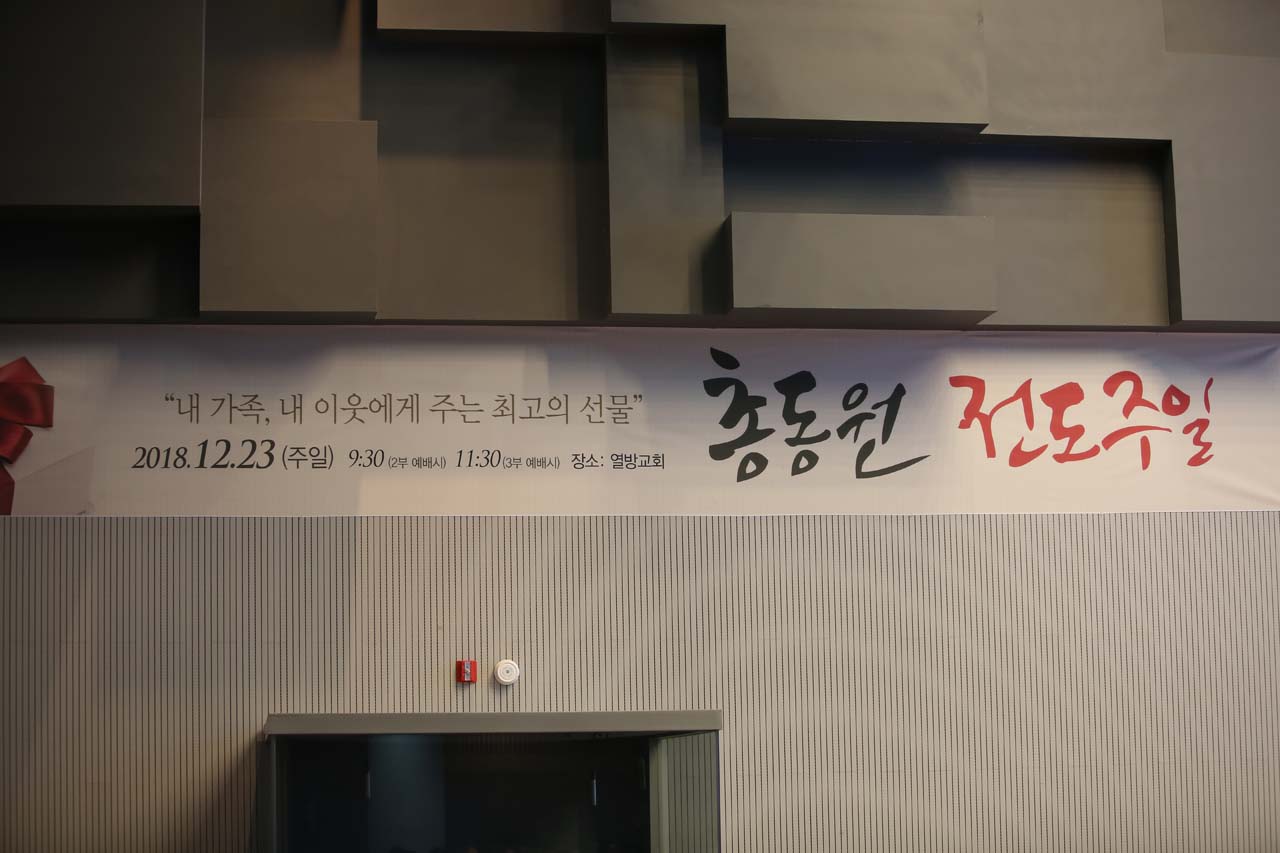 “내 가족, 내 이웃에게 주는 최고의 선물”
2018.12.23 (주일) 9:30 (2부 예배시) 11:30 (3부 예배시) 장소: 열방교회
총동원 전도주일